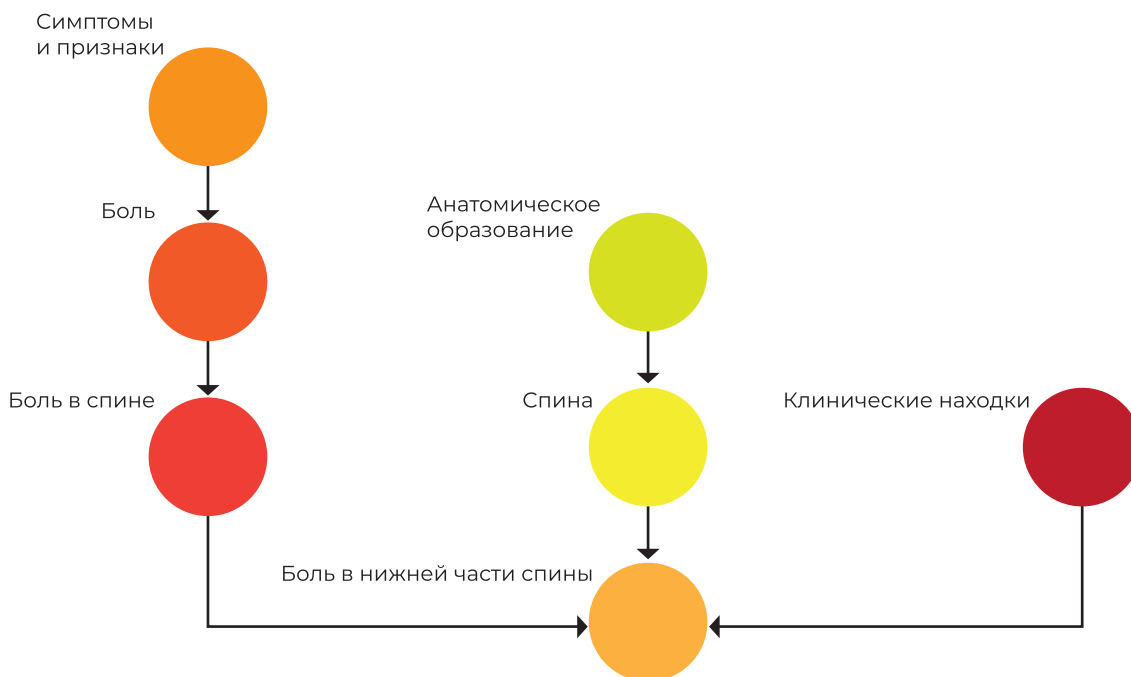 Симптомы
и признаки
Боль
Анатомическое
образование
Боль в спине
Спина
Клинические находки
Боль в нижней части спины